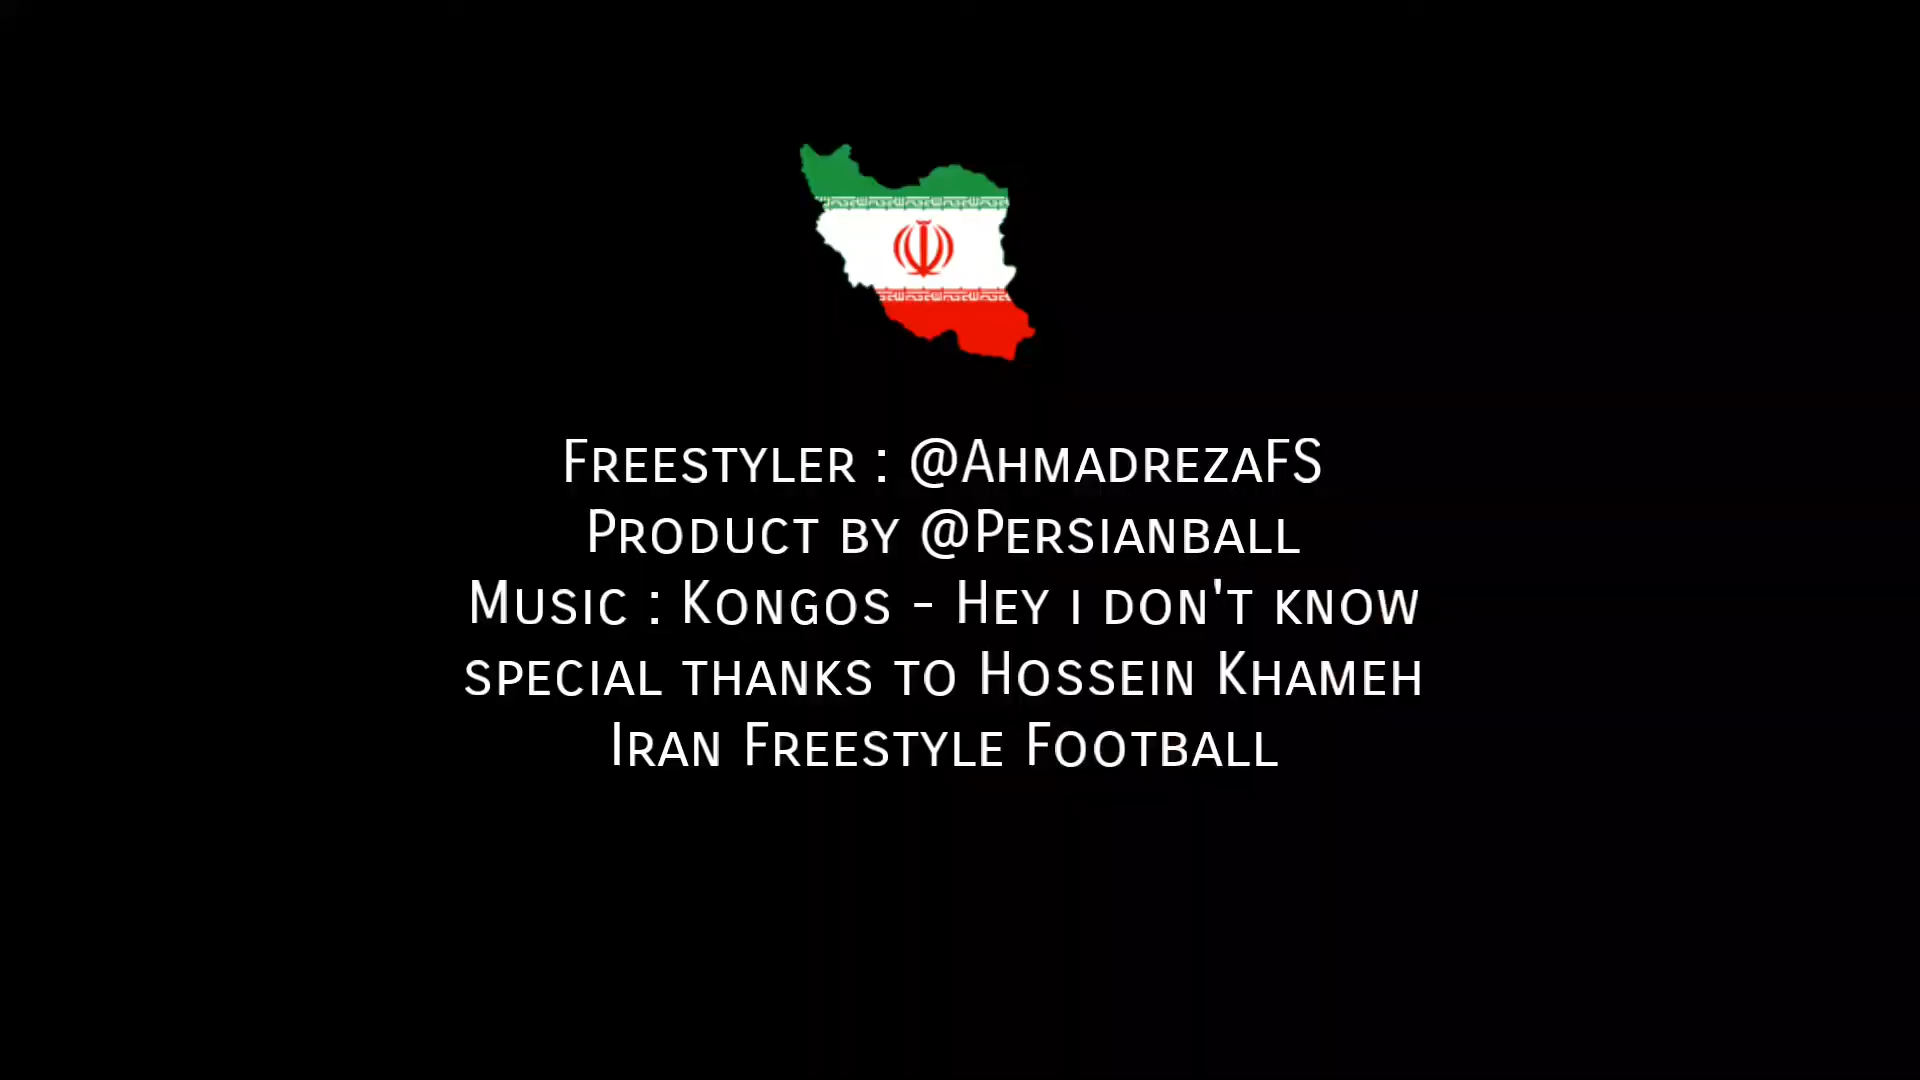 Freestyler : @AhmadrezaFS
Product by @Persianball
Music : Kongos - Hey i don't know
special thanks to Hossein Khameh
Iran Freestyle Football